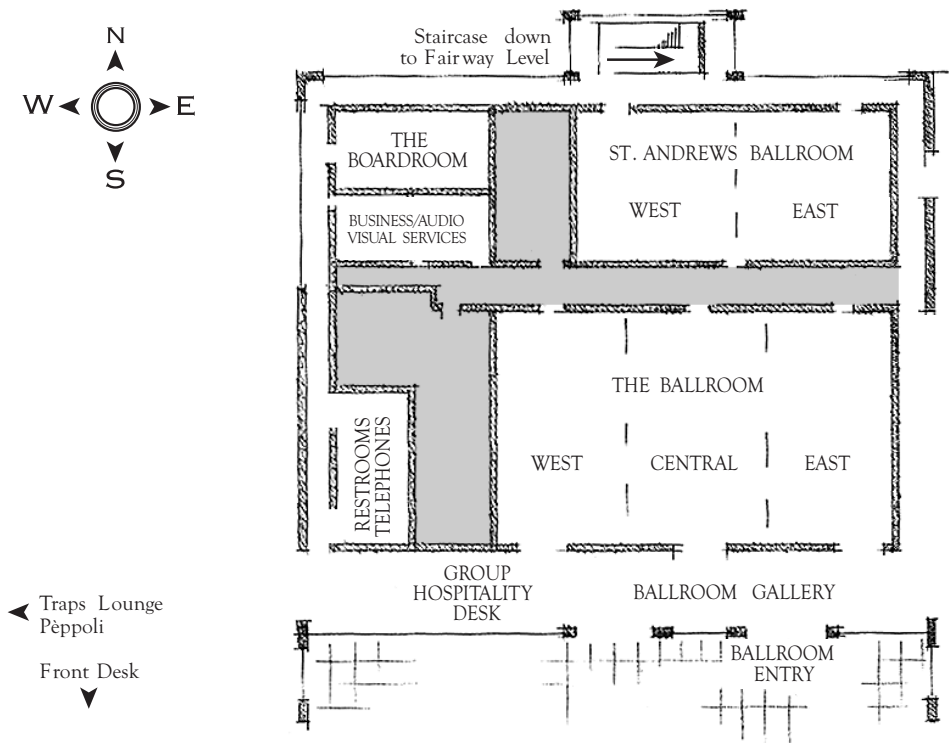 Staircase down
to Fairway Level
N
W E
S
THE
BOARDROOM
ST. ANDREWS BALLROOM
BUSINESS/AUDIO
VISUAL SERVICES
WEST EAST
THE BALLROOM
WEST CENTRAL EAST
RESTROOMS
TELEPHONES
GROUP
HOSPITALITY
DESK
BALLROOM GALLERY
Traps Lounge
Pèppoli
BALLROOM
ENTRY
Front Desk